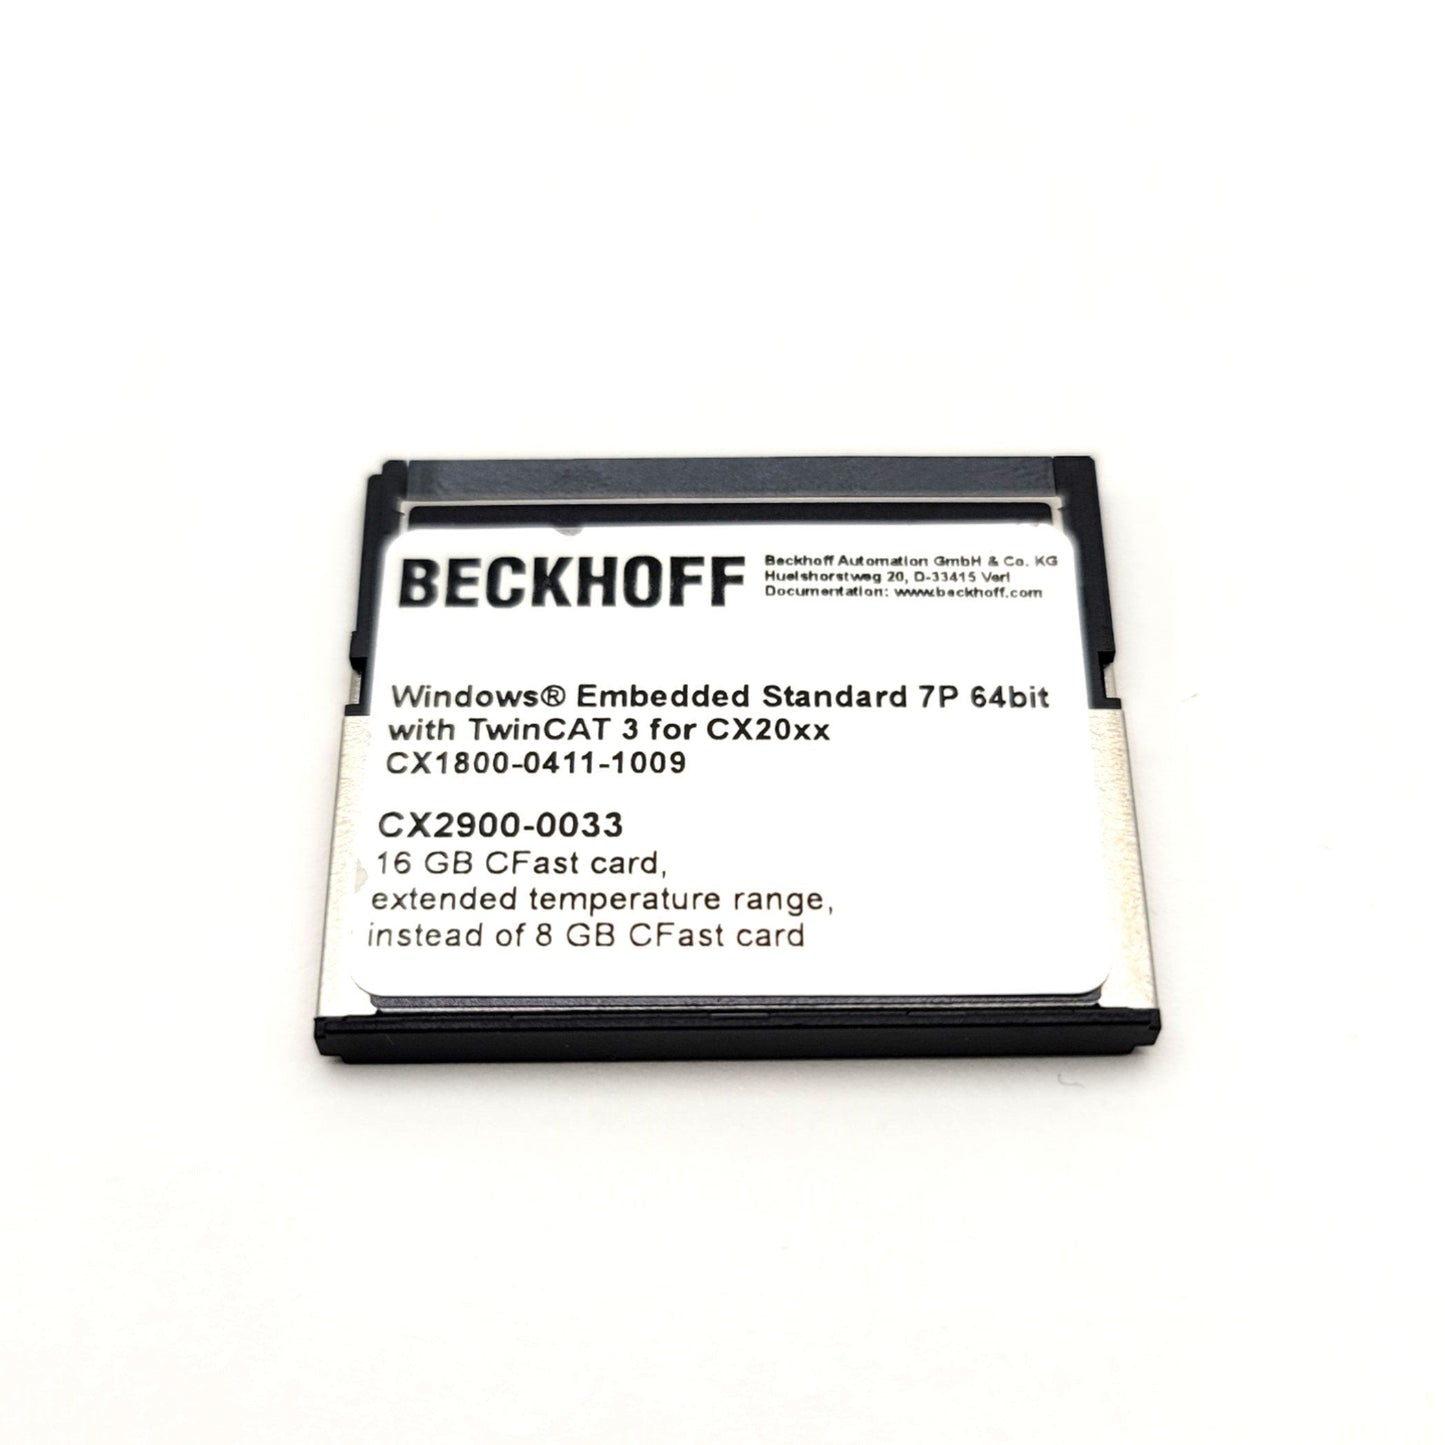 BECKHOFF
Beckhoff Automation GmbH & Co. KG
Huelshorstweg 20, D-33415 Verl
Documentation: www.beckhoff.com
Windows® Embedded Standard 7P 64bit
with TwinCAT 3 for CX20xx
CX1800-0411-1009
CX2900-0033
16 GB CFast card,
extended temperature range,
instead of 8 GB CFast card